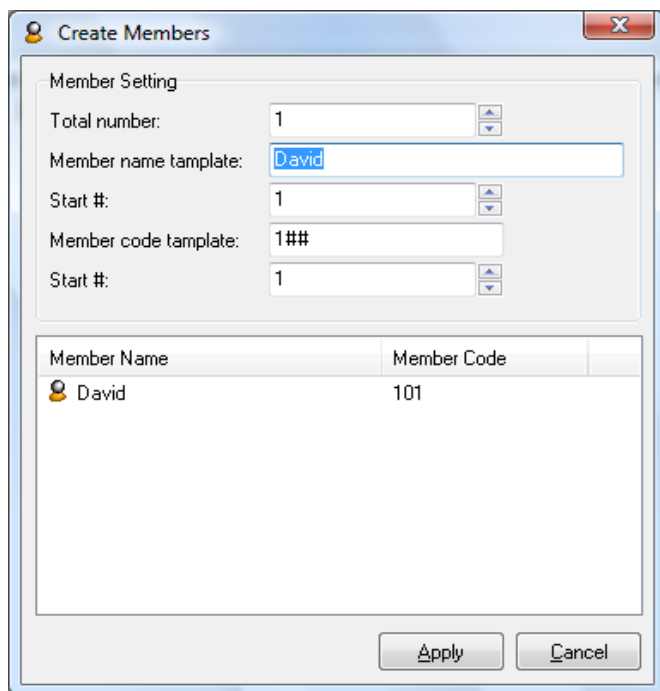 Create Members
Member Setting
Total number: 1
Member name tamplate: David
Start #: 1
Member code tamplate: 1##
Start #: 1
Member Name Member Code
David 101
Apply Cancel